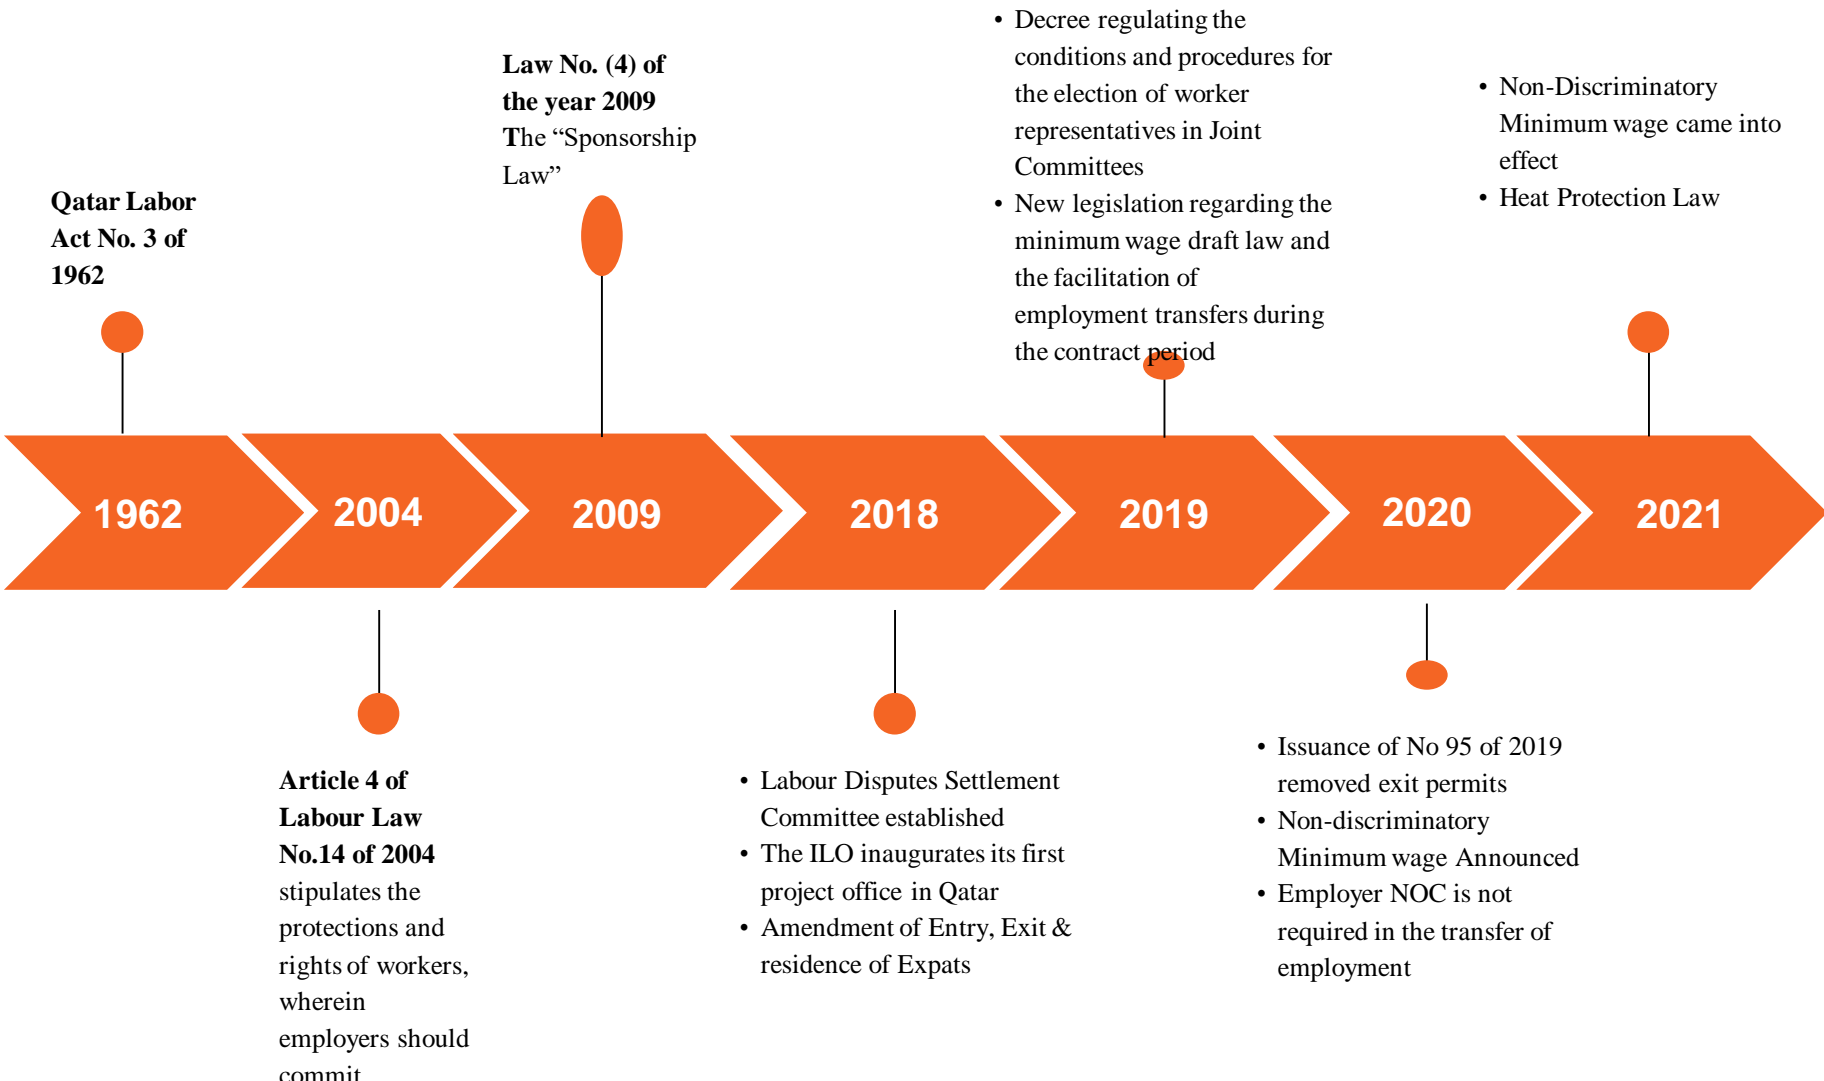 Qatar Labor
Act No. 3 of
1962
Law No. (4) of
the year 2009
The “Sponsorship
Law”
• Decree regulating the
conditions and procedures for
the election of worker
representatives in Joint
Committees
• New legislation regarding the
minimum wage draft law and
the facilitation of
employment transfers during
the contract period
• Non-Discriminatory
Minimum wage came into
effect
• Heat Protection Law
1962
2004
2009
2018
2019
2020
2021
Article 4 of
Labour Law
No.14 of 2004
stipulates the
protections and
rights of workers,
wherein
employers should
commit
• Labour Disputes Settlement
Committee established
• The ILO inaugurates its first
project office in Qatar
• Amendment of Entry, Exit &
residence of Expats
• Issuance of No 95 of 2019
removed exit permits
• Non-discriminatory
Minimum wage Announced
• Employer NOC is not
required in the transfer of
employment